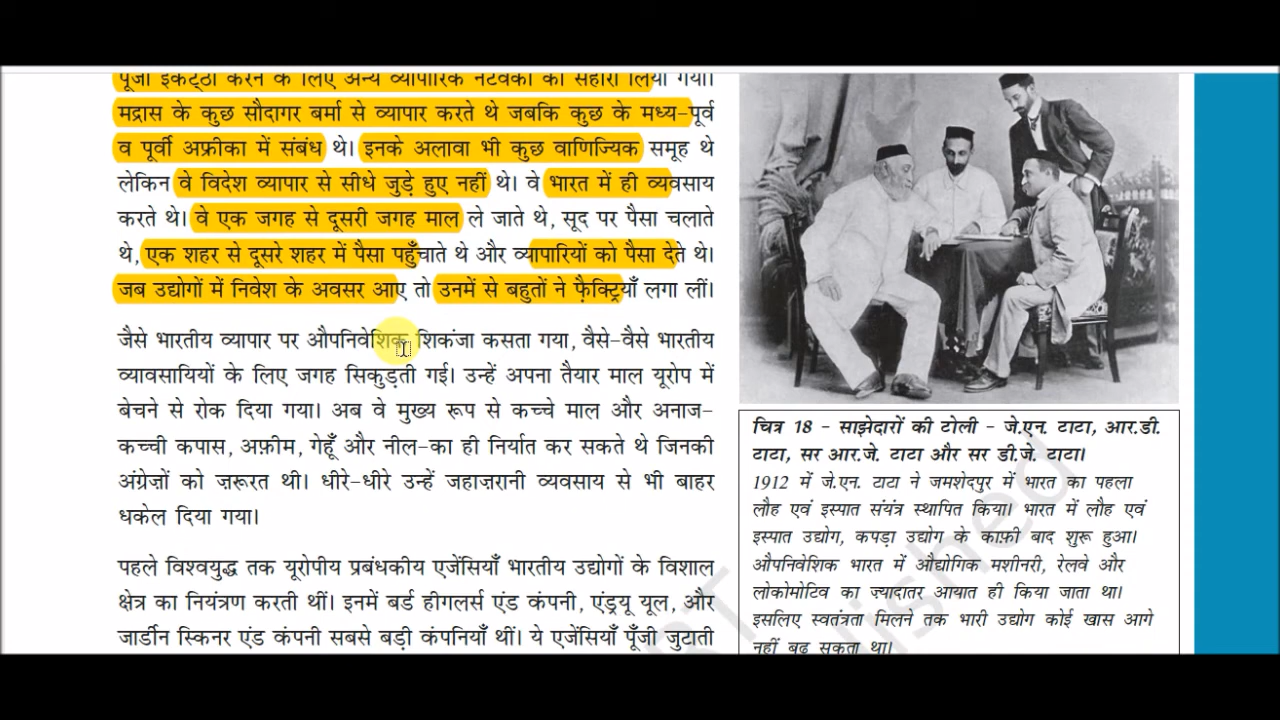 पूँजी इकट्ठा करने के लिए अन्य व्यापारिक नेटवर्कों का सहारा लिया गया।
मद्रास के कुछ सौदागर बर्मा से व्यापार करते थे जबकि कुछ के मध्य-पूर्व
व पूर्वी अफ्रीका में संबंध थे। इनके अलावा भी कुछ वाणिज्यिक समूह थे
लेकिन वे विदेश व्यापार से सीधे जुड़े हुए नहीं थे। वे भारत में ही व्यवसाय
करते थे। वे एक जगह से दूसरी जगह माल ले जाते थे, सूद पर पैसा चलाते
थे, एक शहर से दूसरे शहर में पैसा पहुँचाते थे और व्यापारियों को पैसा देते थे।
जब उद्योगों में निवेश के अवसर आए तो उनमें से बहुतों ने फ़ैक्ट्रियाँ लगा लीं।
जैसे भारतीय व्यापार पर औपनिवेशिक शिकंजा कसता गया, वैसे-वैसे भारतीय
व्यावसायियों के लिए जगह सिकुड़ती गई। उन्हें अपना तैयार माल यूरोप में
बेचने से रोक दिया गया। अब वे मुख्य रूप से कच्चे माल और अनाज-
कच्ची कपास, अफ़ीम, गेहूँ और नील-का ही निर्यात कर सकते थे जिनकी
अंग्रेज़ों को ज़रूरत थी। धीरे-धीरे उन्हें जहाज़रानी व्यवसाय से भी बाहर
धकेल दिया गया।
पहले विश्वयुद्ध तक यूरोपीय प्रबंधकीय एजेंसियाँ भारतीय उद्योगों के विशाल
क्षेत्र का नियंत्रण करती थीं। इनमें बर्ड हीगलर्स एंड कंपनी, एंड्रयू यूल, और
जार्डीन स्किनर एंड कंपनी सबसे बड़ी कंपनियाँ थीं। ये एजेंसियाँ पूँजी जुटाती
चित्र 18 - साझेदारों की टोली - जे.एन. टाटा, आर.डी.
टाटा, सर आर.जे. टाटा और सर डी.जे. टाटा।
1912 में जे.एन. टाटा ने जमशेदपुर में भारत का पहला
लौह एवं इस्पात संयंत्र स्थापित किया। भारत में लौह एवं
इस्पात उद्योग, कपड़ा उद्योग के काफ़ी बाद शुरू हुआ।
औपनिवेशिक भारत में औद्योगिक मशीनरी, रेलवे और
लोकोमोटिव का ज़्यादातर आयात ही किया जाता था।
इसलिए स्वतंत्रता मिलने तक भारी उद्योग कोई खास आगे
नहीं बढ़ सकता था।